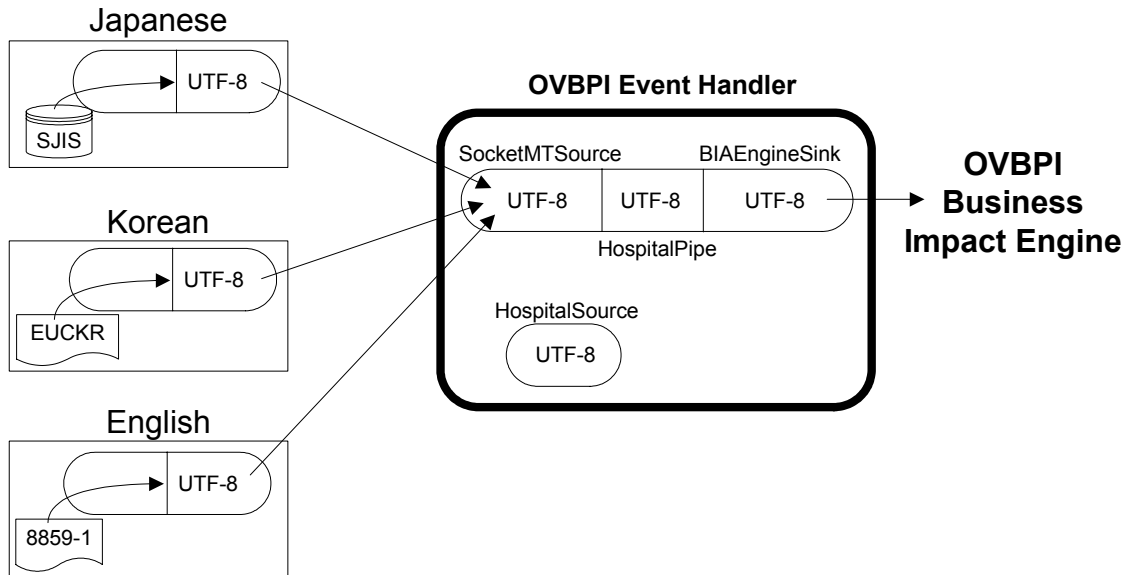 Japanese
UTF-8
SJIS
Korean
UTF-8
EUCKR
English
UTF-8
8859-1
OVBPI Event Handler
SocketMTSource
BIAEngineSink
UTF-8
UTF-8
UTF-8
HospitalPipe
HospitalSource
UTF-8
OVBPI
Business
Impact Engine